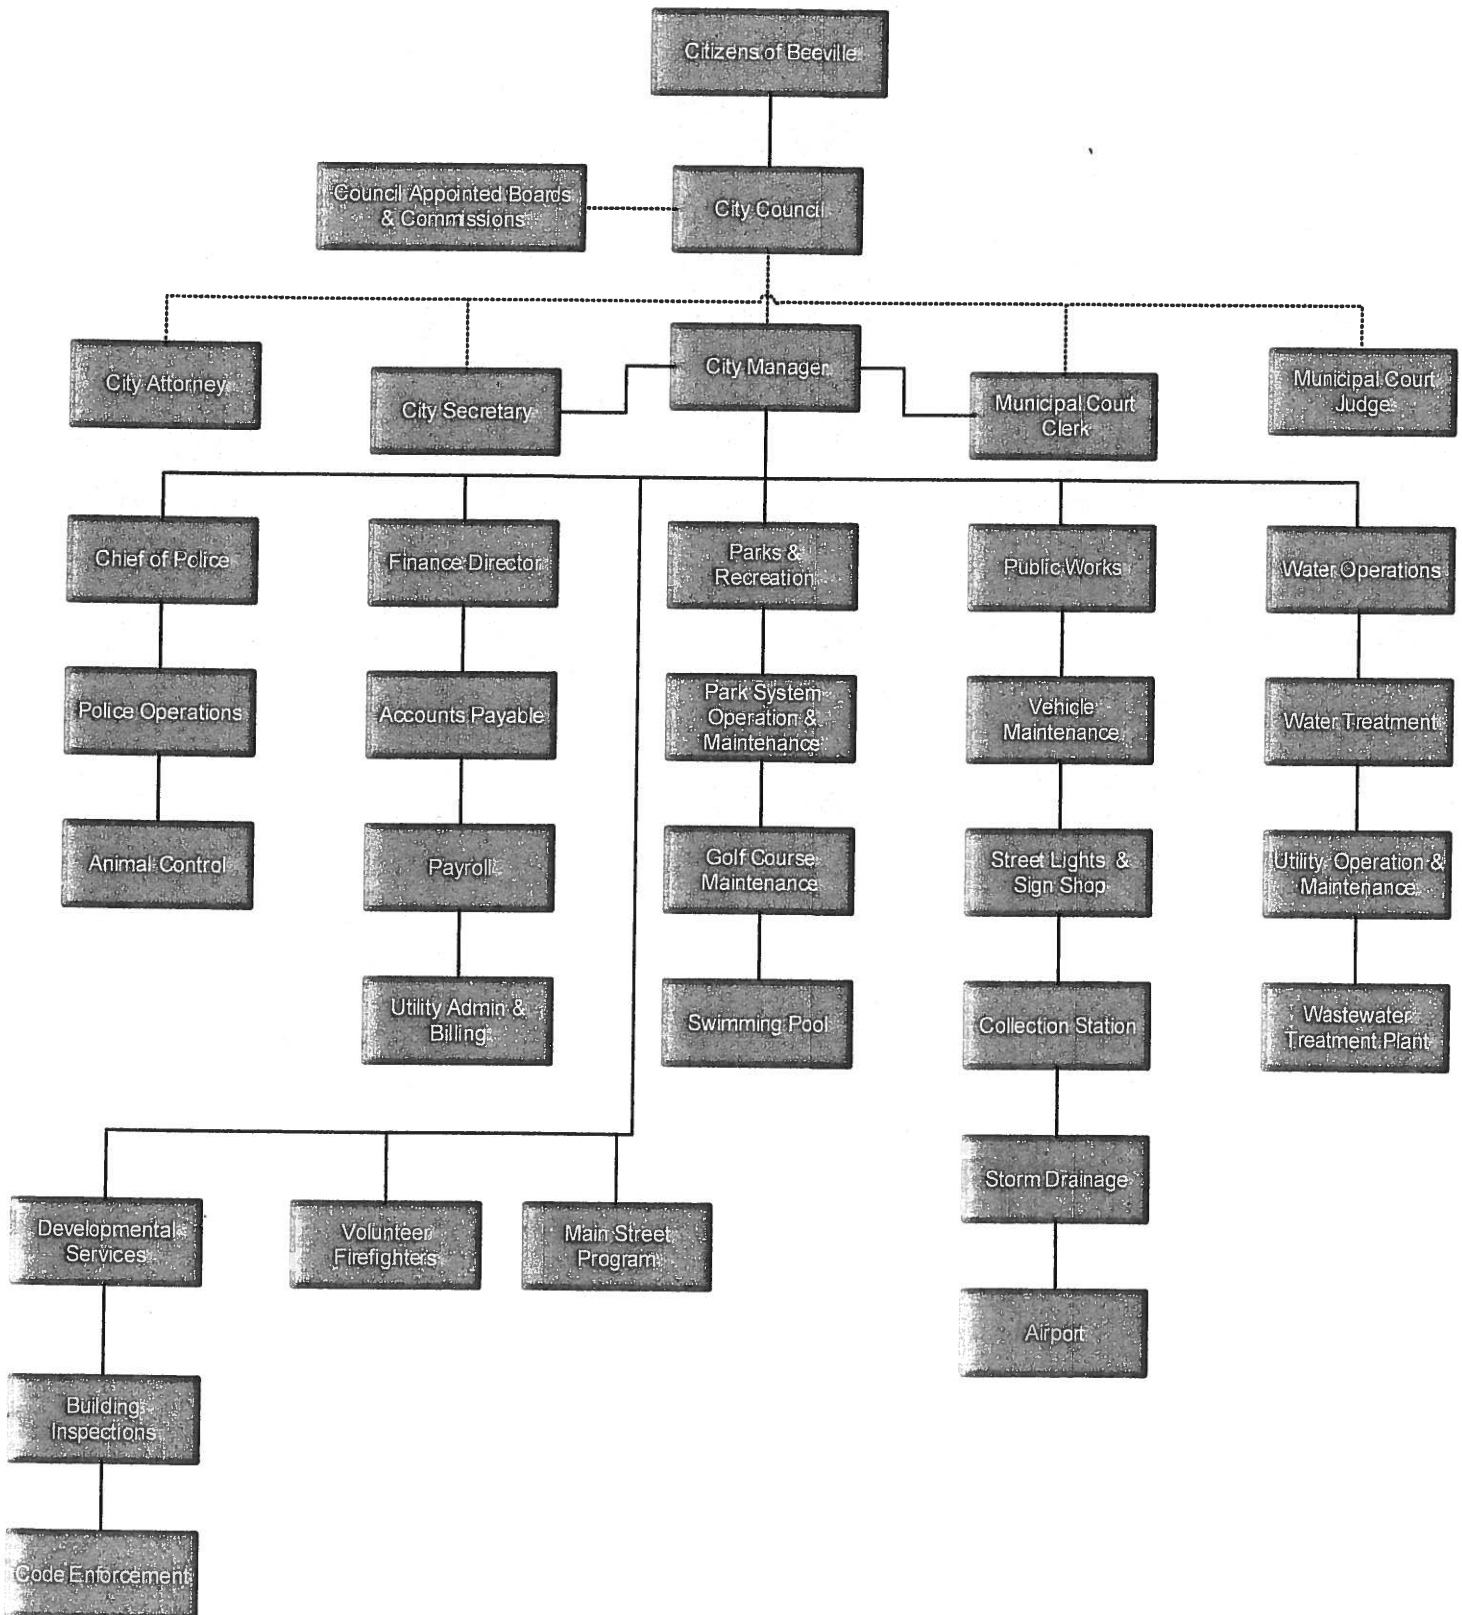 Citizens of Beeville
Council Appointed Boards
& Commissions
City Council
City Attorney
City Secretary
City Manager
Municipal Court
Clerk
Municipal Court
Judge
Chief of Police
Finance Director
Parks &
Recreation
Public Works
Water Operations
Police Operations
Accounts Payable
Park System
Operation &
Maintenance
Vehicle
Maintenance
Water Treatment
Animal Control
Payroll
Golf Course
Maintenance
Street Lights &
Sign Shop
Utility Operation &
Maintenance
Utility Admin &
Billing
Swimming Pool
Collection Station
Wastewater
Treatment Plant
Storm Drainage
Developmental
Services
Volunteer
Firefighters
Main Street
Program
Airport
Building
Inspections
Code Enforcement